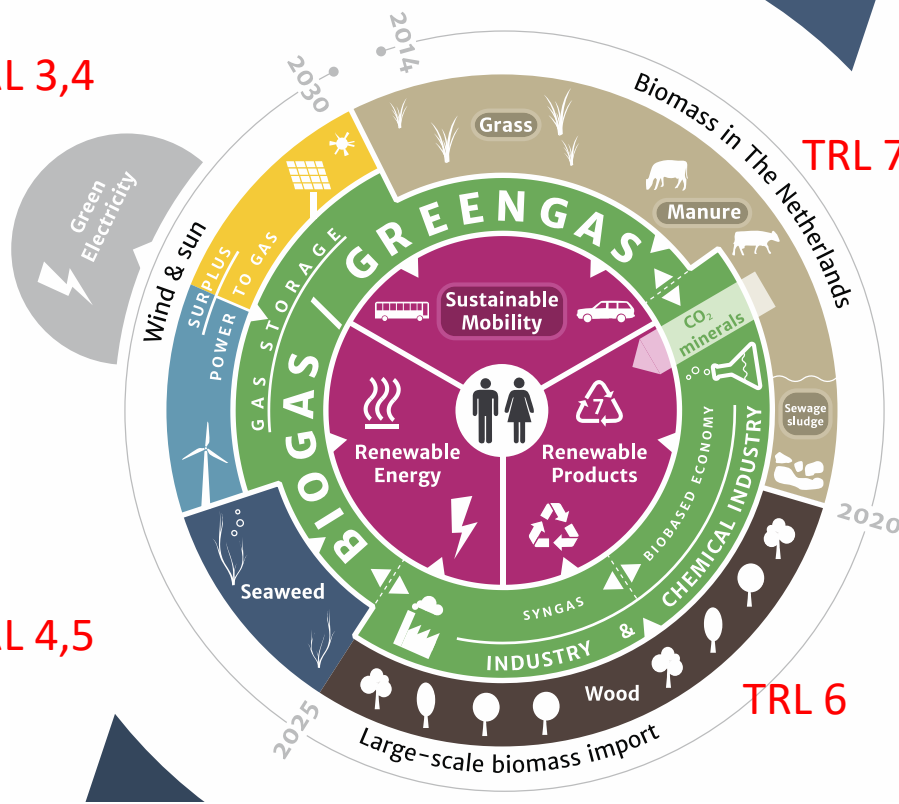 L 3,4
2014
2030
Biomass in The Netherlands
TRL 7
Grass
Manure
Green
Electricity
Wind & sun
SURPLUS
POWER TO GAS
GAS STORAGE
BIOGAS / GREENGAS
Sustainable
Mobility
CO₂
minerals
Sewage
sludge
7
Renewable
Energy
Renewable
Products
BIOBASED ECONOMY
CHEMICAL INDUSTRY
2020
SYNGAS
INDUSTRY &
Seaweed
L 4,5
Wood
TRL 6
2025
Large-scale biomass import